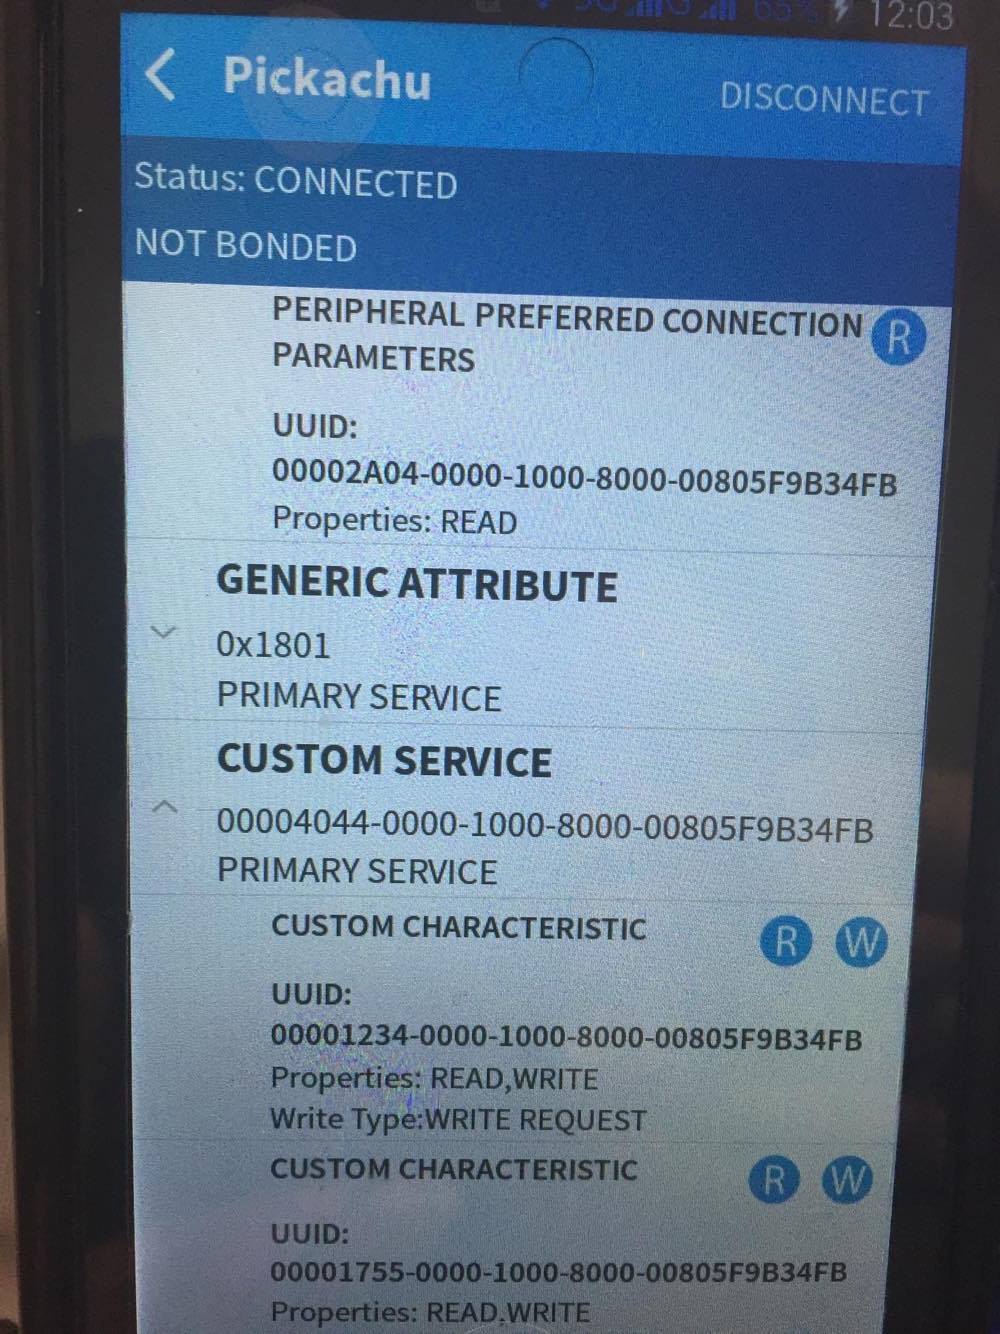 5G G 65% 12:03
Pickachu DISCONNECT
Status: CONNECTED
NOT BONDED
PERIPHERAL PREFERRED CONNECTION R
PARAMETERS
UUID:
00002A04-0000-1000-8000-00805F9B34FB
Properties: READ
GENERIC ATTRIBUTE
0x1801
PRIMARY SERVICE
CUSTOM SERVICE
00004044-0000-1000-8000-00805F9B34FB
PRIMARY SERVICE
CUSTOM CHARACTERISTIC R W
UUID:
00001234-0000-1000-8000-00805F9B34FB
Properties: READ,WRITE
Write Type:WRITE REQUEST
CUSTOM CHARACTERISTIC R W
UUID:
00001755-0000-1000-8000-00805F9B34FB
Properties: READ,WRITE